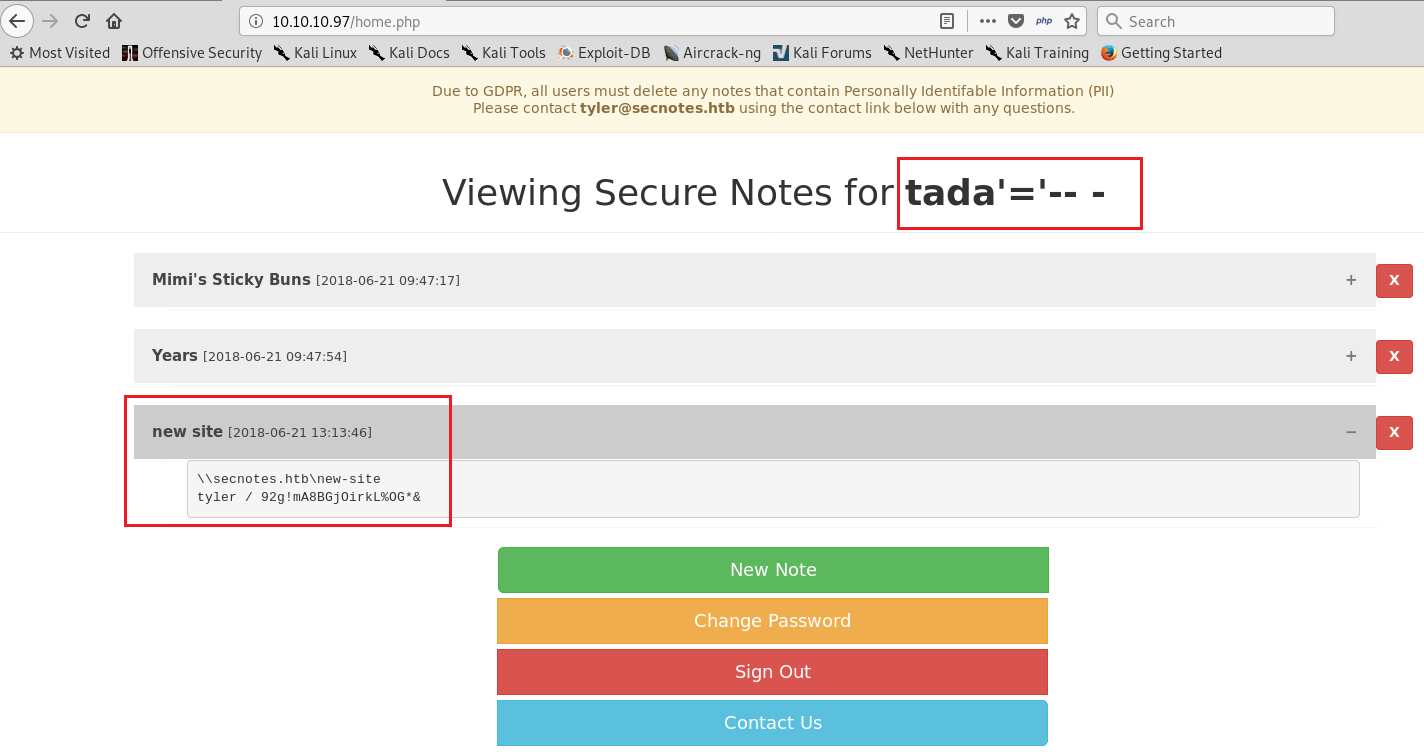 10.10.10.97/home.php
php
Search
Most Visited Offensive Security Kali Linux Kali Docs Kali Tools Exploit-DB Aircrack-ng Kali Forums NetHunter Kali Training Getting Started
Due to GDPR, all users must delete any notes that contain Personally Identifable Information (PII)
Please contact tyler@secnotes.htb using the contact link below with any questions.
Viewing Secure Notes for tada'='-- -
Mimi's Sticky Buns [2018-06-21 09:47:17] + X
Years [2018-06-21 09:47:54] + X
new site [2018-06-21 13:13:46] − X
\\secnotes.htb\new-site
tyler / 92g!mA8BGjOirkL%OG*&
New Note
Change Password
Sign Out
Contact Us